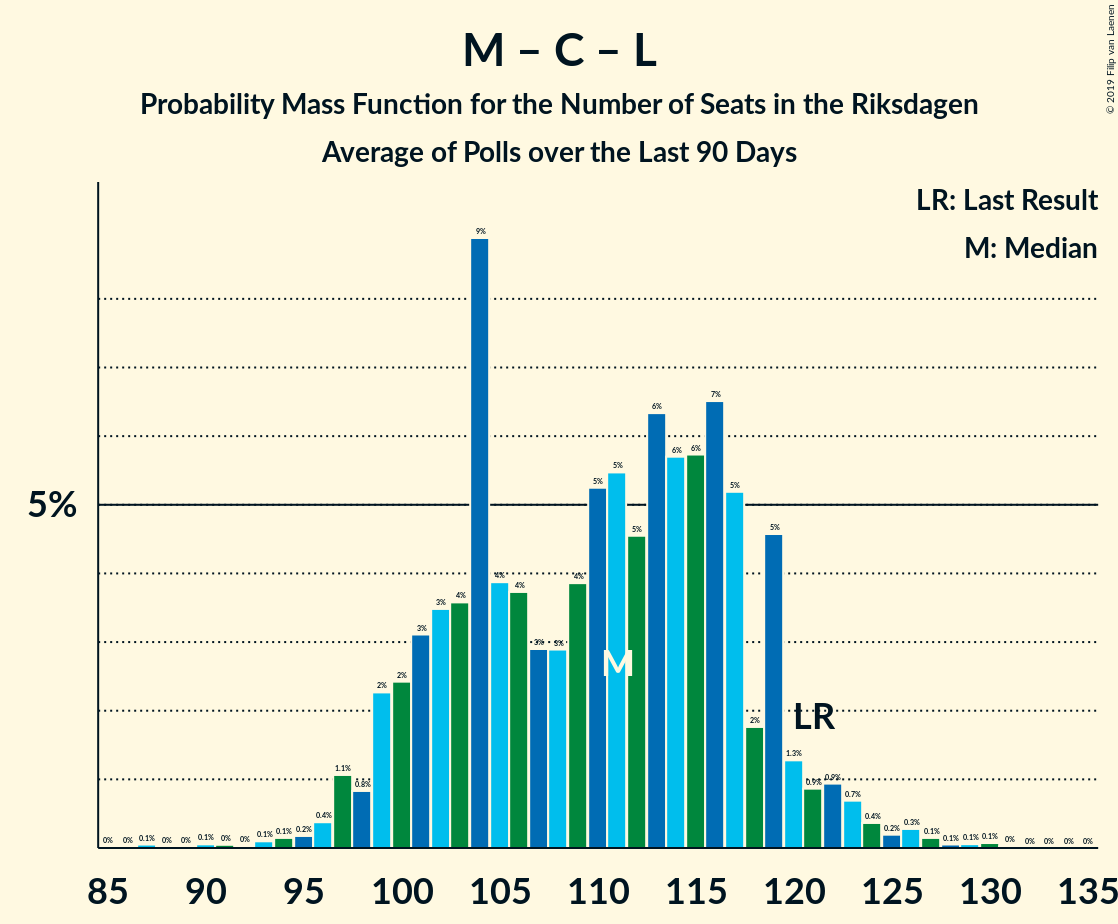 M – C – L
Probability Mass Function for the Number of Seats in the Riksdagen
Average of Polls over the Last 90 Days
© 2019 Filip van Laenen
LR: Last Result
M: Median
5%
0% 0% 0.1% 0% 0% 0.1% 0% 0% 0.1% 0.1% 0.2% 0.4% 1.1% 0.8% 2% 2% 3% 3% 4% 9% 4% 4% 3% 3% 4% 5% 5% 5% 6% 6% 6% 7% 5% 2% 5% 1.3% 0.9% 0.9% 0.7% 0.4% 0.2% 0.3% 0.1% 0.1% 0.1% 0.1% 0% 0% 0% 0% 0%
M
LR
85 90 95 100 105 110 115 120 125 130 135